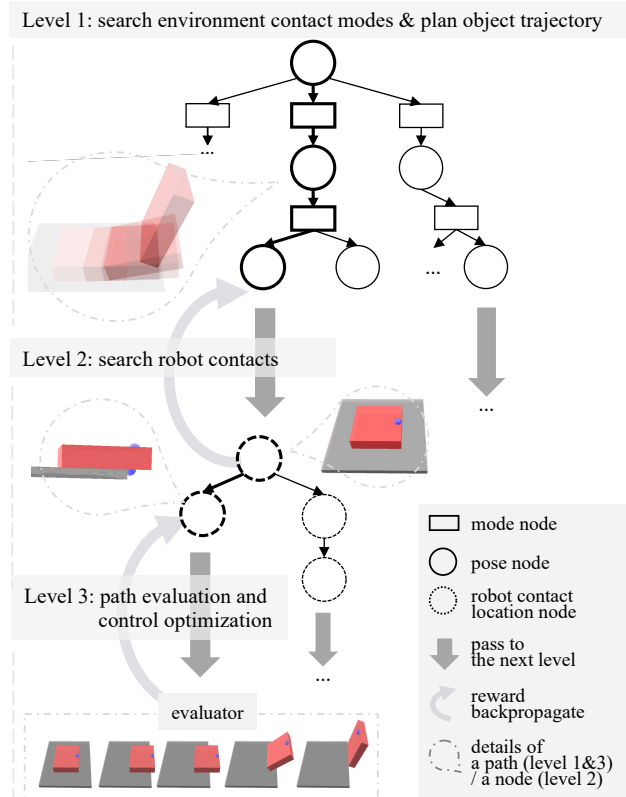 Level 1: search environment contact modes & plan object trajectory
...
...
Level 2: search robot contacts
...
Level 3: path evaluation and
control optimization
...
evaluator
mode node
pose node
robot contact
location node
pass to
the next level
reward
backpropagate
details of
a path (level 1&3)
/ a node (level 2)